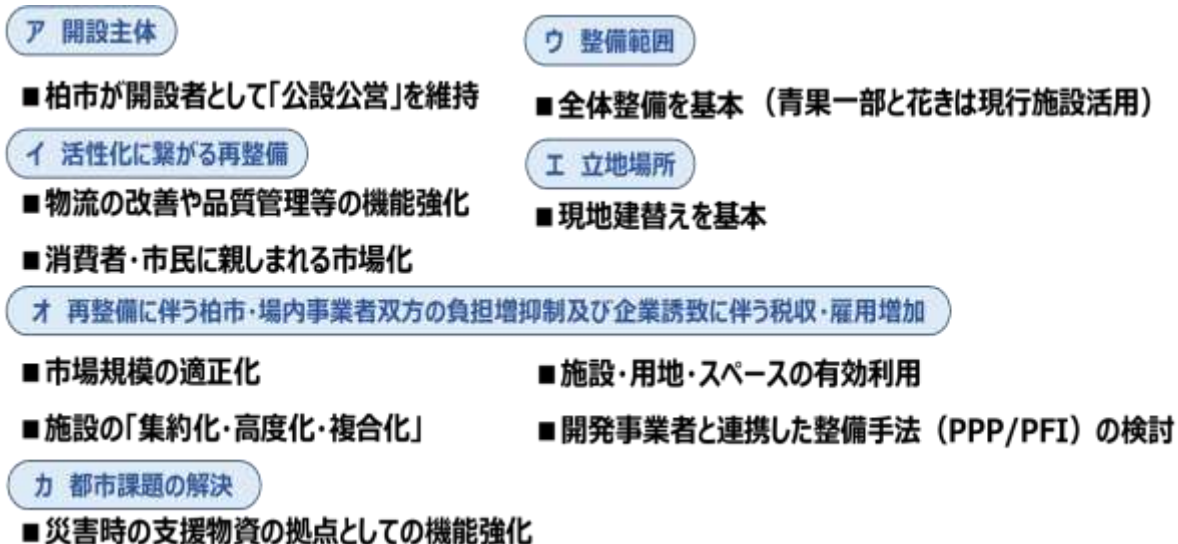 ア 開設主体
■柏市が開設者として「公設公営」を維持
イ 活性化に繋がる再整備
■物流の改善や品質管理等の機能強化
■消費者・市民に親しまれる市場化
ウ 整備範囲
■全体整備を基本 （青果一部と花きは現行施設活用）
エ 立地場所
■現地建替えを基本
オ 再整備に伴う柏市・場内事業者双方の負担増抑制及び企業誘致に伴う税収・雇用増加
■市場規模の適正化
■施設の「集約化・高度化・複合化」
■施設・用地・スペースの有効利用
■開発事業者と連携した整備手法（PPP/PFI）の検討
カ 都市課題の解決
■災害時の支援物資の拠点としての機能強化